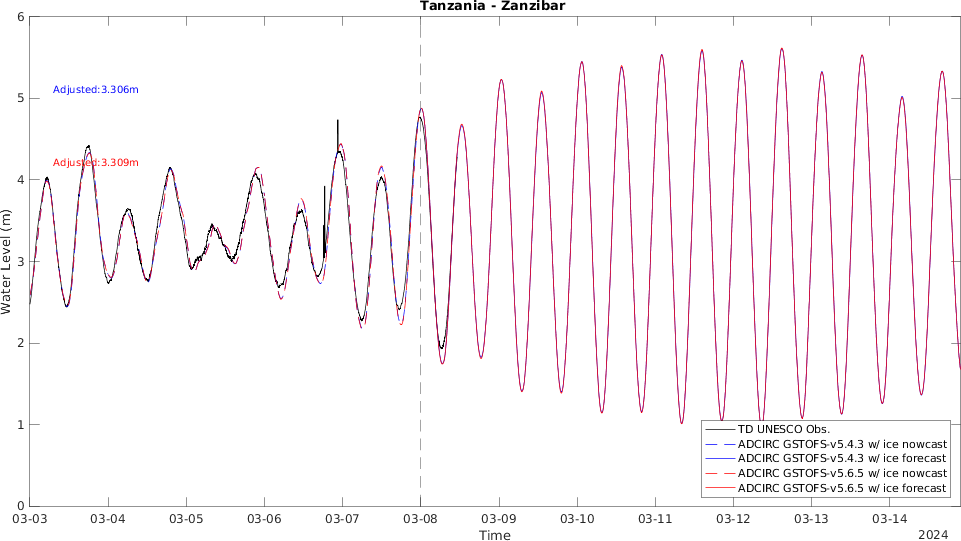 Tanzania - Zanzibar
6
5
4
3
2
1
0
Water Level (m)
Adjusted:3.306m
Adjusted:3.309m
TD UNESCO Obs.
ADCIRC GSTOFS-v5.4.3 w/ ice nowcast
ADCIRC GSTOFS-v5.4.3 w/ ice forecast
ADCIRC GSTOFS-v5.6.5 w/ ice nowcast
ADCIRC GSTOFS-v5.6.5 w/ ice forecast
03-03 03-04 03-05 03-06 03-07 03-08 03-09 03-10 03-11 03-12 03-13 03-14
Time
2024